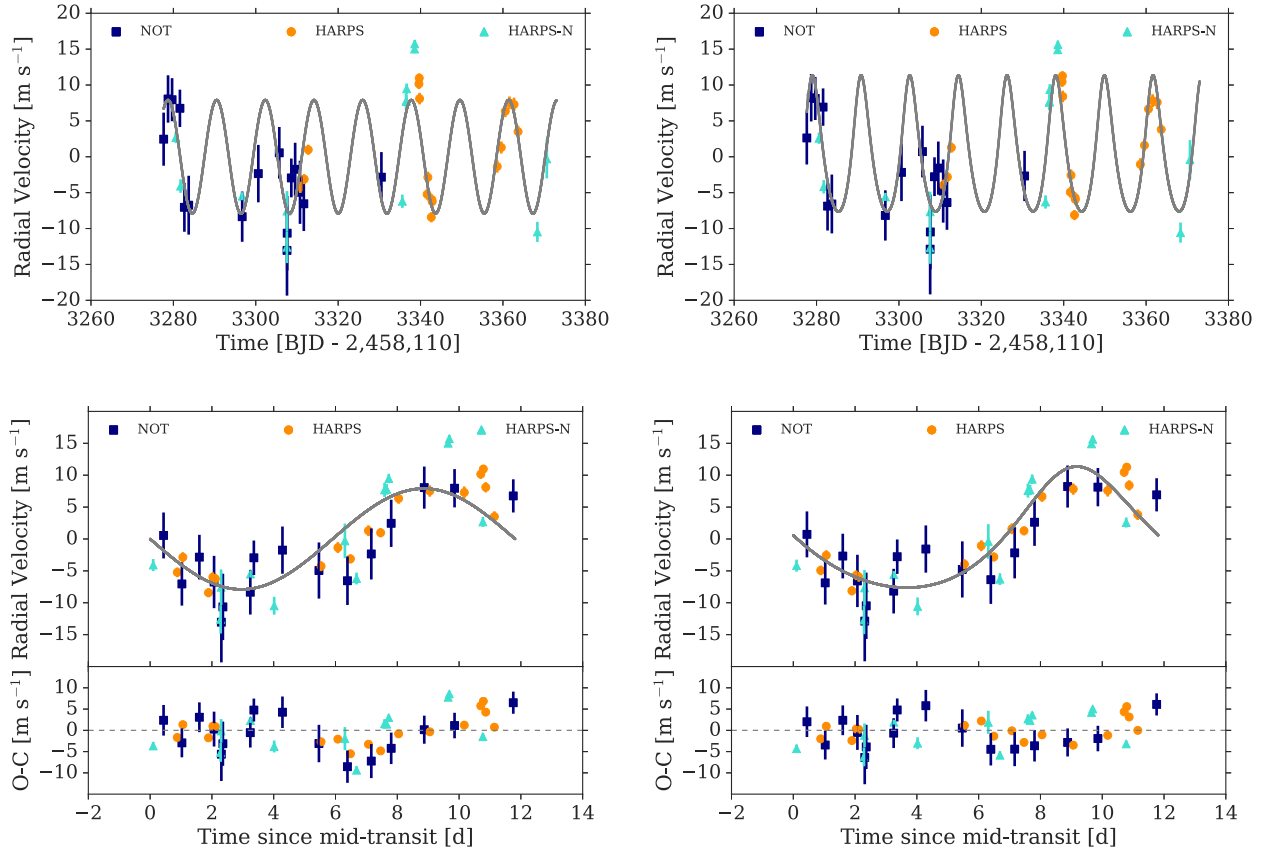 NOT HARPS HARPS-N
20
15
10
5
0
−5
−10
−15
−20
Radial Velocity [m s⁻¹]
3260 3280 3300 3320 3340 3360 3380
Time [BJD - 2,458,110]
NOT HARPS HARPS-N
20
15
10
5
0
−5
−10
−15
−20
Radial Velocity [m s⁻¹]
3260 3280 3300 3320 3340 3360 3380
Time [BJD - 2,458,110]
NOT HARPS HARPS-N
15
10
5
0
−5
−10
−15
Radial Velocity [m s⁻¹]
10
5
0
−5
−10
O-C [m s⁻¹]
−2 0 2 4 6 8 10 12 14
Time since mid-transit [d]
NOT HARPS HARPS-N
15
10
5
0
−5
−10
−15
Radial Velocity [m s⁻¹]
10
5
0
−5
−10
O-C [m s⁻¹]
−2 0 2 4 6 8 10 12 14
Time since mid-transit [d]